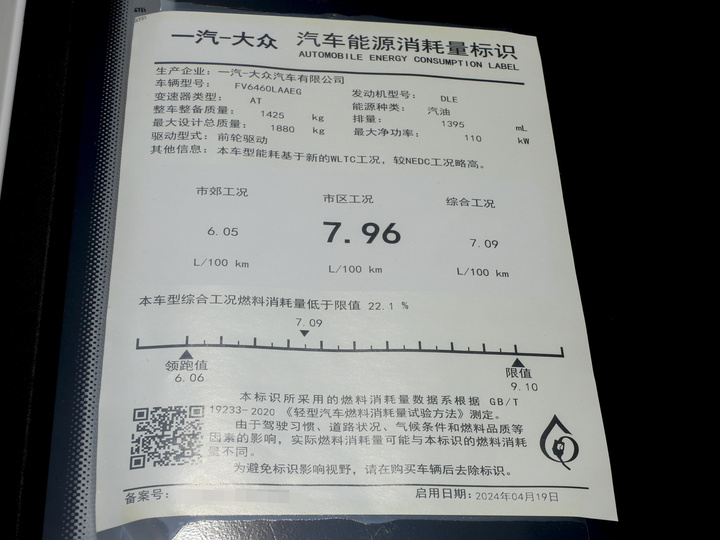 一汽-大众 汽车能源消耗量标识
AUTOMOBILE ENERGY CONSUMPTION LABEL
生产企业：一汽-大众汽车有限公司
车辆型号： FV6460LAAEG 发动机型号： DLE
变速器类型： AT 能源种类： 汽油
整车整备质量： 1425 kg 排量： 1395 mL
最大设计总质量： 1880 kg 最大净功率： 110 kW
驱动型式： 前轮驱动
其他信息： 本车型能耗基于新的WLTC工况，较NEDC工况略高。
市郊工况 市区工况 综合工况
6.05 7.96 7.09
L/100 km L/100 km L/100 km
本车型综合工况燃料消耗量低于限值 22.1 %
7.09
领跑值 限值
6.06 9.10
本标识所采用的燃料消耗量数据系根据 GB/T
19233-2020 《轻型汽车燃料消耗量试验方法》测定。
由于驾驶习惯、道路状况、气候条件和燃料品质等
因素的影响，实际燃料消耗量可能与本标识的燃料消耗
量不同。
为避免标识影响视野，请在购买车辆后去除标识。
备案号： 启用日期：2024年04月19日